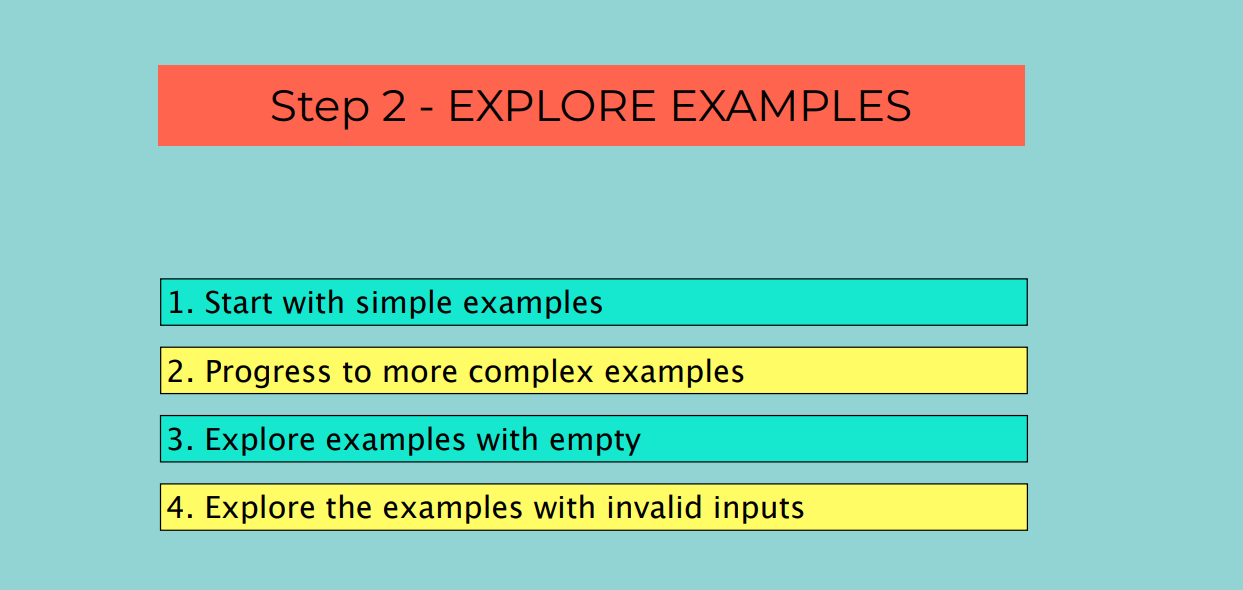 Step 2 - EXPLORE EXAMPLES
1. Start with simple examples
2. Progress to more complex examples
3. Explore examples with empty
4. Explore the examples with invalid inputs